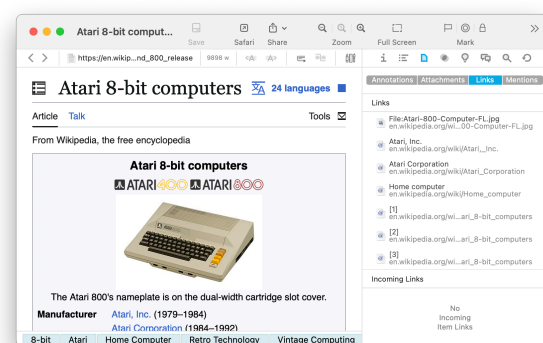 Atari 8-bit comput...
Save
Safari
Share
Zoom
Full Screen
Mark
https://en.wikip...nd_800_release
9898 w
<A>
<A>
Annotations
Attachments
Links
Mentions
Atari 8-bit computers
24 languages
Article
Talk
Tools
From Wikipedia, the free encyclopedia
Atari 8-bit computers
ATARI 400 ATARI 800
The Atari 800's nameplate is on the dual-width cartridge slot cover.
Manufacturer Atari, Inc. (1979–1984)
Atari Corporation (1984–1992)
8-bit
Atari
Home Computer
Retro Technology
Vintage Computing
Links
File:Atari-800-Computer-FL.jpg
en.wikipedia.org/wi...00-Computer-FL.jpg
Atari, Inc.
en.wikipedia.org/wiki/Atari,_Inc.
Atari Corporation
en.wikipedia.org/wiki/Atari_Corporation
Home computer
en.wikipedia.org/wiki/Home_computer
[1]
en.wikipedia.org/wi...ari_8-bit_computers
[2]
en.wikipedia.org/wi...ari_8-bit_computers
[3]
en.wikipedia.org/wi...ari_8-bit_computers
Incoming Links
No
Incoming
Item Links